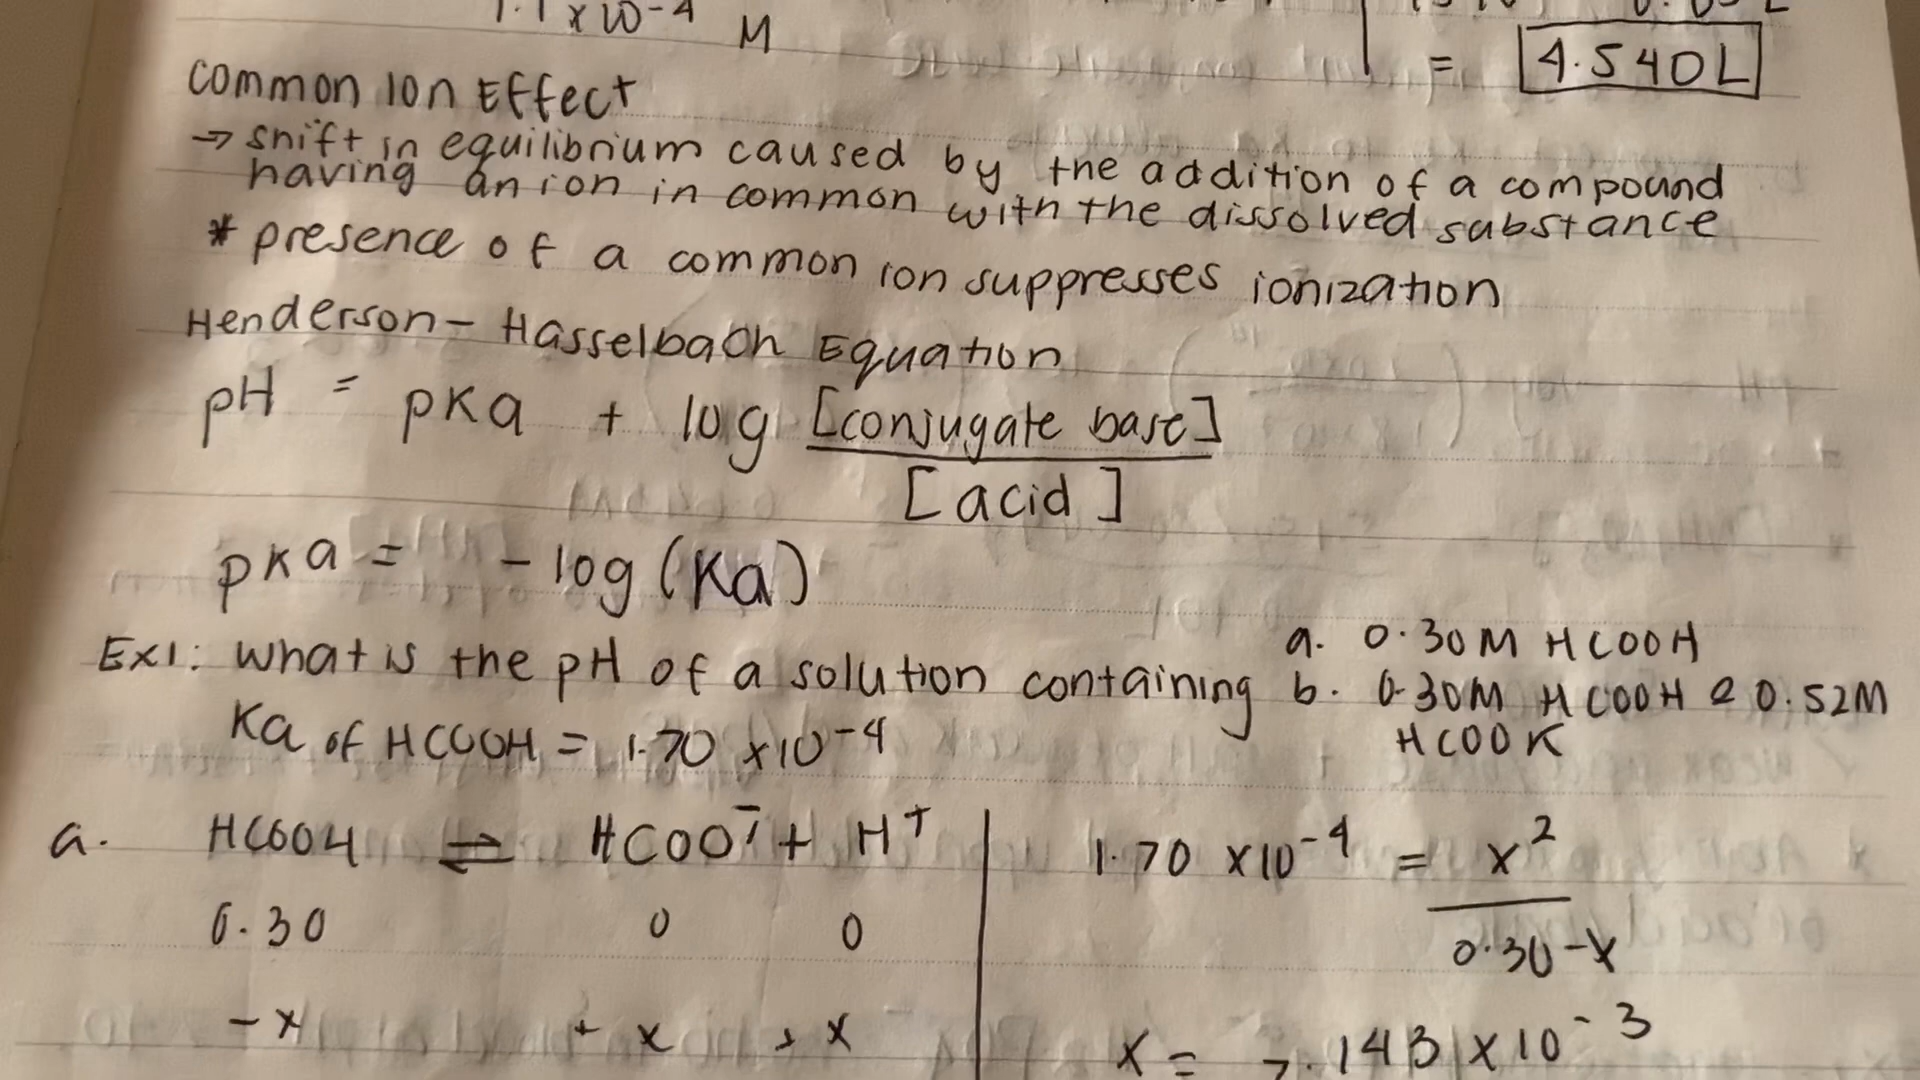 1.1 x10⁻⁴ M
= 4.540L
common Ion Effect
→ shift in equilibrium caused by the addition of a compound
having an ion in common with the dissolved substance
* presence of a common ion suppresses ionization
Henderson-Hasselbach Equation
pH = pKa + log [conjugate base]
[acid]
pKa = -log (Ka)
Ex1: What is the pH of a solution containing
a. 0.30M HCOOH
b. 0.30M HCOOH & 0.52M
HCOOK
Ka of HCOOH = 1.70 x10⁻⁴
a. HCOOH ⇌ HCOO⁻ + H⁺
0.30 0 0
-x +x +x
1.70 x10⁻⁴ = x²
0.30-x
x = 7.143 x10⁻³